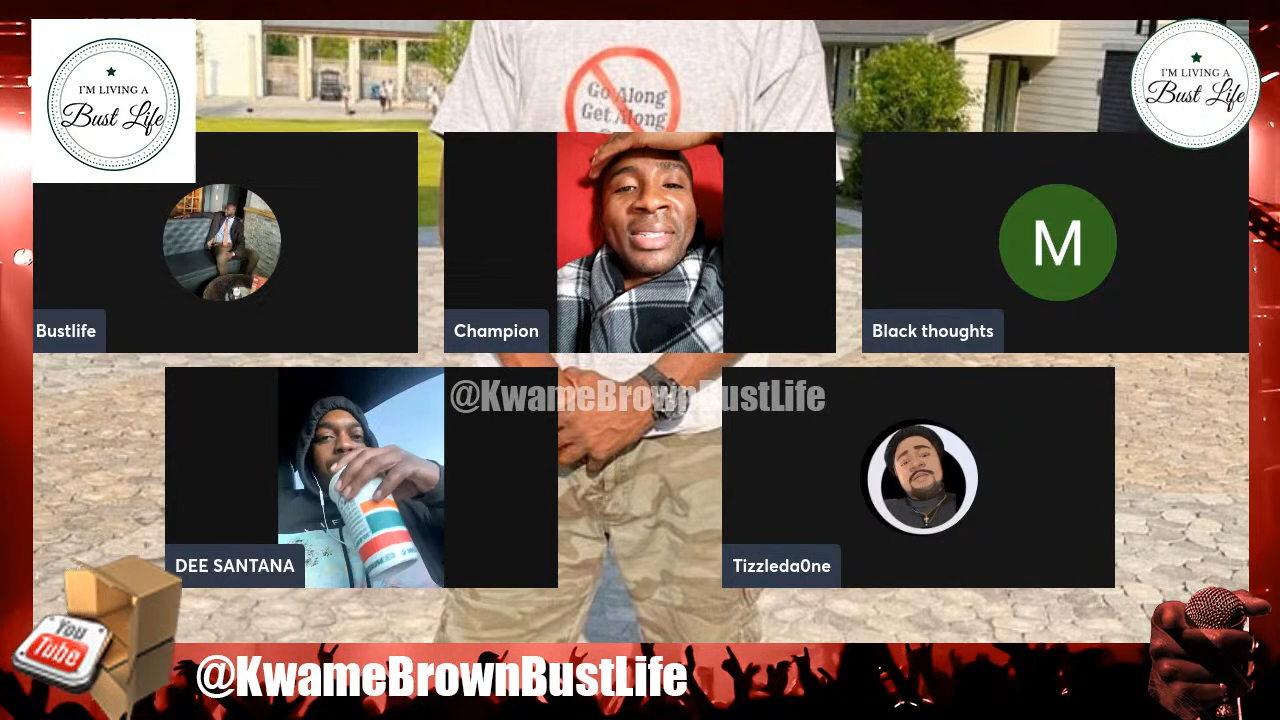 I'M LIVING A
Bust Life
Go Along
Get Along
I'M LIVING A
Bust Life
Bustlife
Champion
M
Black thoughts
@KwameBrownBustLife
DEE SANTANA
Tizzleda0ne
You
Tube
@KwameBrownBustLife